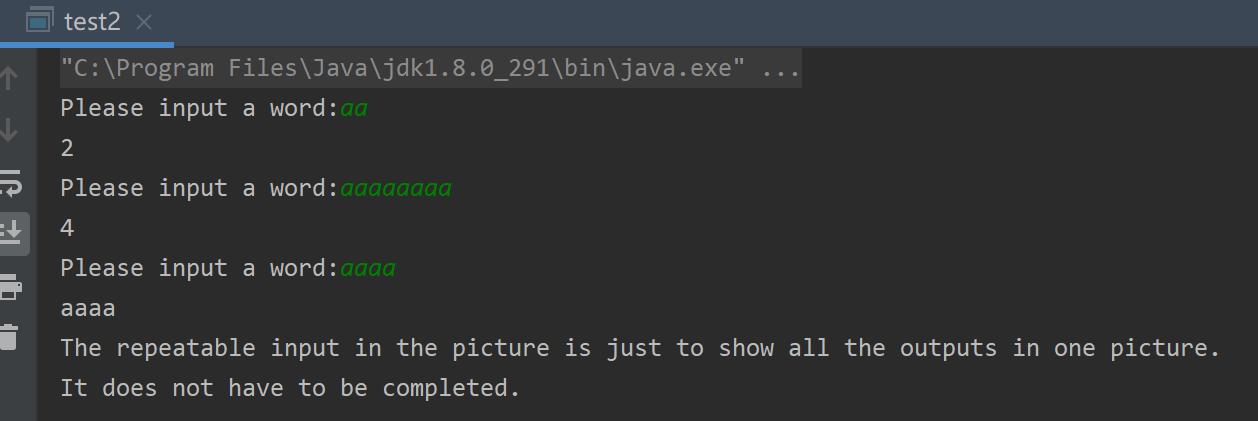 test2
"C:\Program Files\Java\jdk1.8.0_291\bin\java.exe" ...
Please input a word:aa
2
Please input a word:aaaaaaaa
4
Please input a word:aaaa
aaaa
The repeatable input in the picture is just to show all the outputs in one picture.
It does not have to be completed.